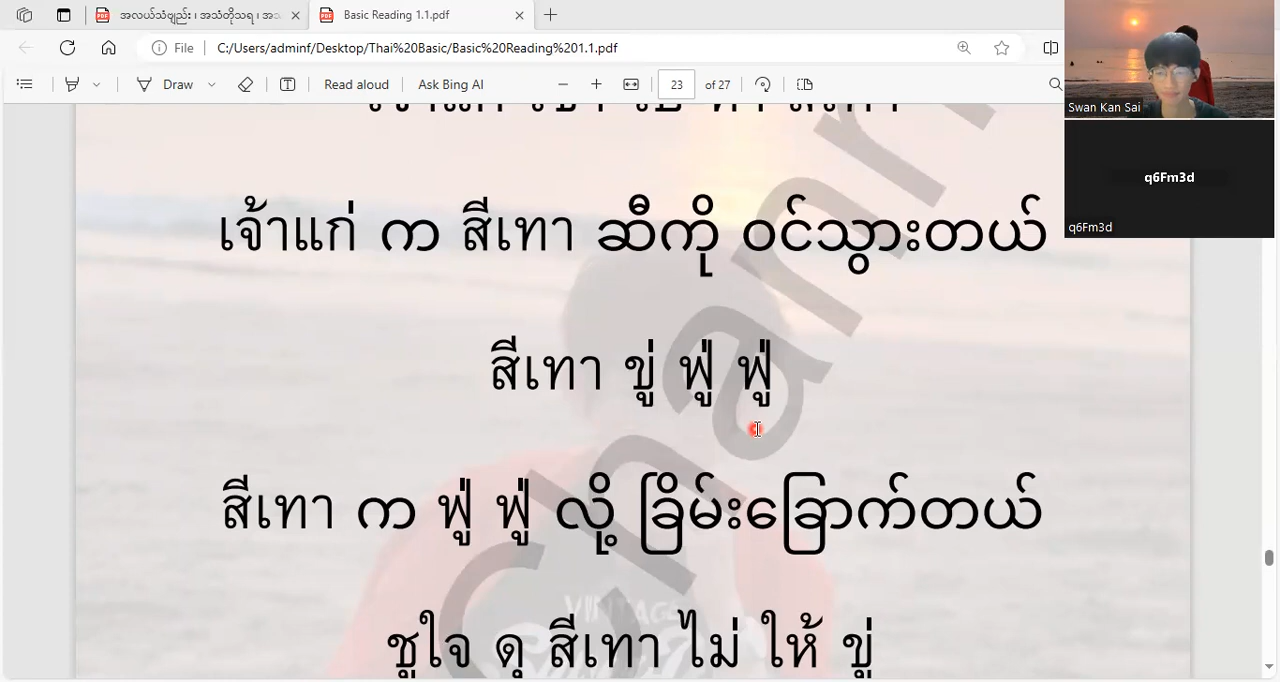 အလယ်သံဗျည်း ၊ အသံတိုသရ ၊
Basic Reading 1.1.pdf
File C:/Users/adminf/Desktop/Thai%20Basic/Basic%20Reading%201.1.pdf
Draw Read aloud Ask Bing AI 23 of 27
Swan Kan Sai
q6Fm3d
q6Fm3d
เจ้าแก่ က สีเทา ဆီကို ဝင်သွားတယ်
สีเทา ขู่ ฟู่ ฟู่
สีเทา က ฟู่ ฟู่ လို့ ခြိမ်းခြောက်တယ်
ชูใจ ดุ สีเทา ไม่ ให้ ขู่